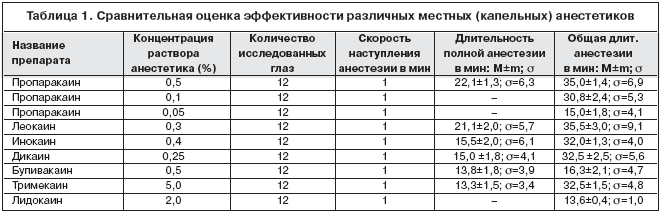 Таблица 1. Сравнительная оценка эффективности различных местных (капельных) анестетиков
Название препарата | Концентрация раствора анестетика (%) | Количество исследованных глаз | Скорость наступления анестезии в мин | Длительность полной анестезии в мин: M±m; σ | Общая длит. анестезии в мин: M±m; σ
Пропаракаин 0,5 12 1 22,1±1,3; σ=6,3 35,0±1,4; σ=6,9
Пропаракаин 0,1 12 1 – 30,8±2,4; σ=5,3
Пропаракаин 0,05 12 1 – 15,0±1,8; σ=4,1
Леокаин 0,3 12 1 21,1±2,0; σ=5,7 35,5±3,0; σ=9,1
Инокаин 0,4 12 1 15,5±2,0; σ=6,1 32,0±1,3; σ=4,0
Дикаин 0,25 12 1 15,0 ±1,8; σ=4,1 32,5 ±2,5; σ=5,6
Бупивакаин 0,5 12 1 13,8±1,8; σ=3,9 16,3±2,1; σ=4,7
Тримекаин 5,0 12 1 13,3±1,5; σ=3,4 32,5±1,5; σ=4,8
Лидокаин 2,0 12 1 – 13,6±0,4; σ=1,0